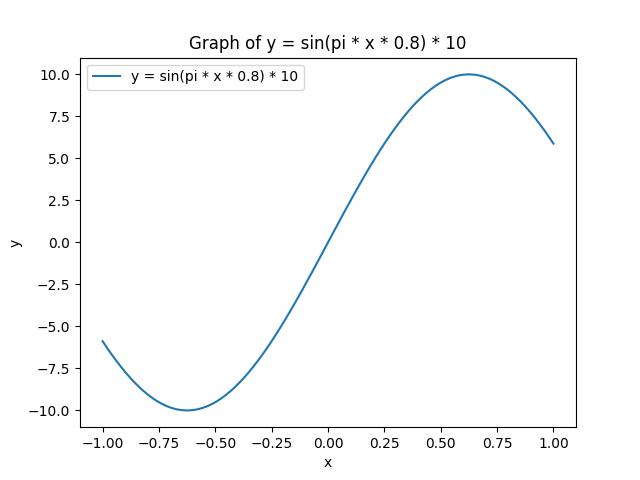 Graph of y = sin(pi * x * 0.8) * 10
y = sin(pi * x * 0.8) * 10
10.0
7.5
5.0
2.5
0.0
−2.5
−5.0
−7.5
−10.0
y
−1.00 −0.75 −0.50 −0.25 0.00 0.25 0.50 0.75 1.00
x